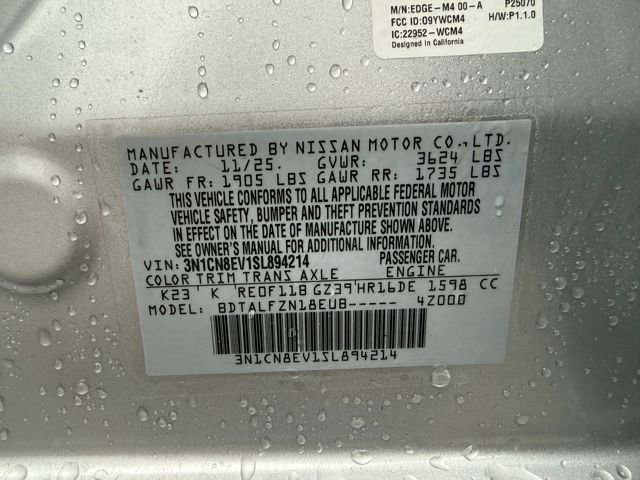 M/N:EDGE-M4 00-A P25070
FCC ID:O9YWCM4 H/W:P1.1.0
IC:22952-WCM4
Designed in California
MANUFACTURED BY NISSAN MOTOR CO., LTD.
DATE: 11/25. GVWR: 3624 LBS
GAWR FR: 1905 LBS GAWR RR: 1735 LBS
THIS VEHICLE CONFORMS TO ALL APPLICABLE FEDERAL MOTOR
VEHICLE SAFETY, BUMPER AND THEFT PREVENTION STANDARDS
IN EFFECT ON THE DATE OF MANUFACTURE SHOWN ABOVE.
SEE OWNER'S MANUAL FOR OTHER INFORMATION
VIN: 3N1CN8EV1SL894214 PASSENGER CAR.
COLOR TRIM TRANS AXLE ENGINE
K23 K RE0F11B GZ39 HR16DE 1598 CC
MODEL: BDTALFZN18EUB----- 4Z000
3N1CN8EV1SL894214